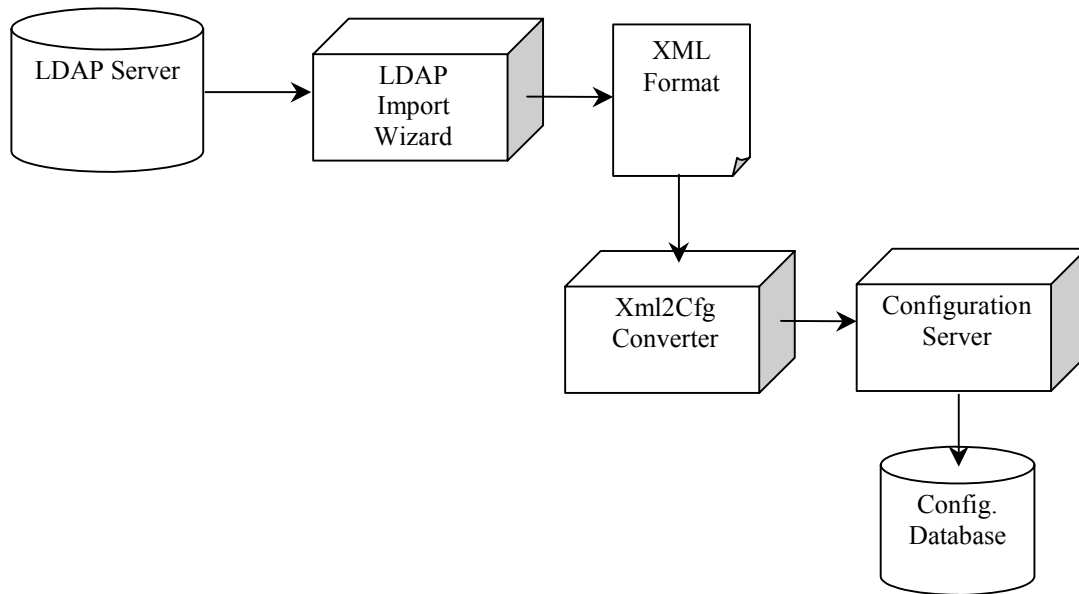 LDAP Server
LDAP
Import
Wizard
XML
Format
Xml2Cfg
Converter
Configuration
Server
Config.
Database